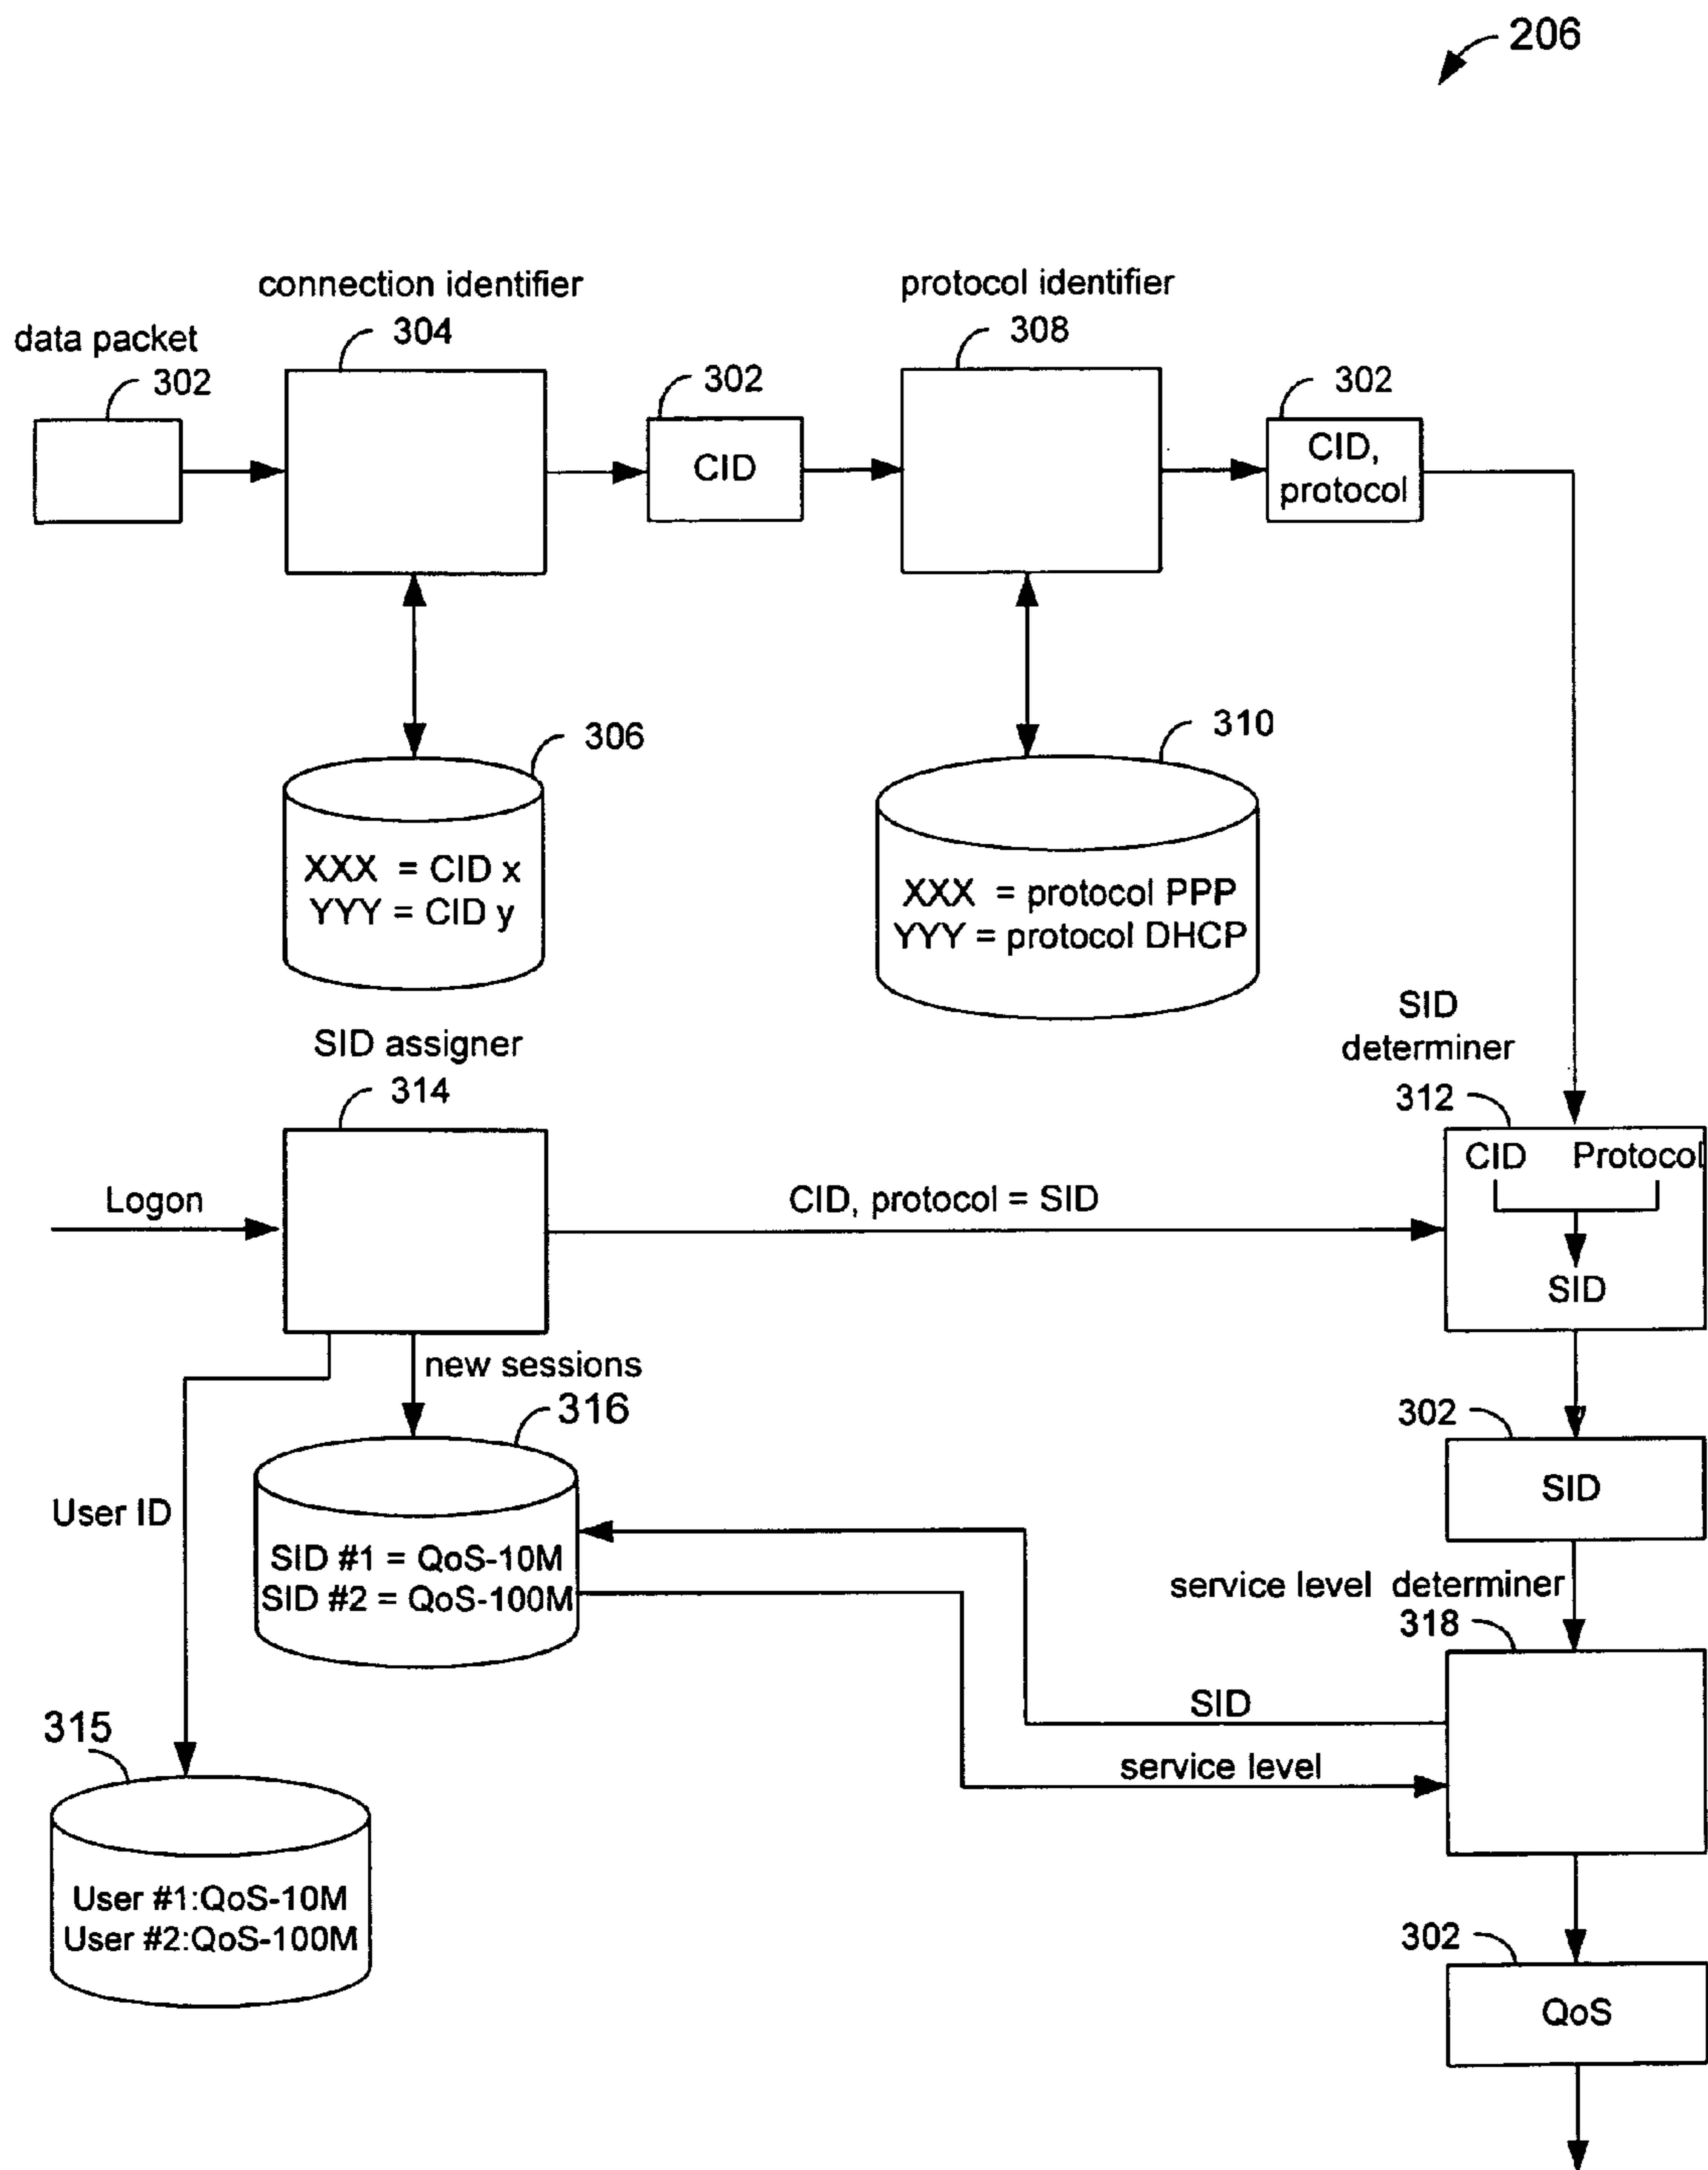 206
connection identifier
304
protocol identifier
308
data packet
302
302
CID
302
CID,
protocol
306
XXX = CID x
YYY = CID y
310
XXX = protocol PPP
YYY = protocol DHCP
SID assigner
314
SID
determiner
312
Logon
CID, protocol = SID
CID Protocol
SID
new sessions
316
302
SID
User ID
SID #1 = QoS-10M
SID #2 = QoS-100M
service level determiner
318
SID
service level
315
User #1:QoS-10M
User #2:QoS-100M
302
QoS